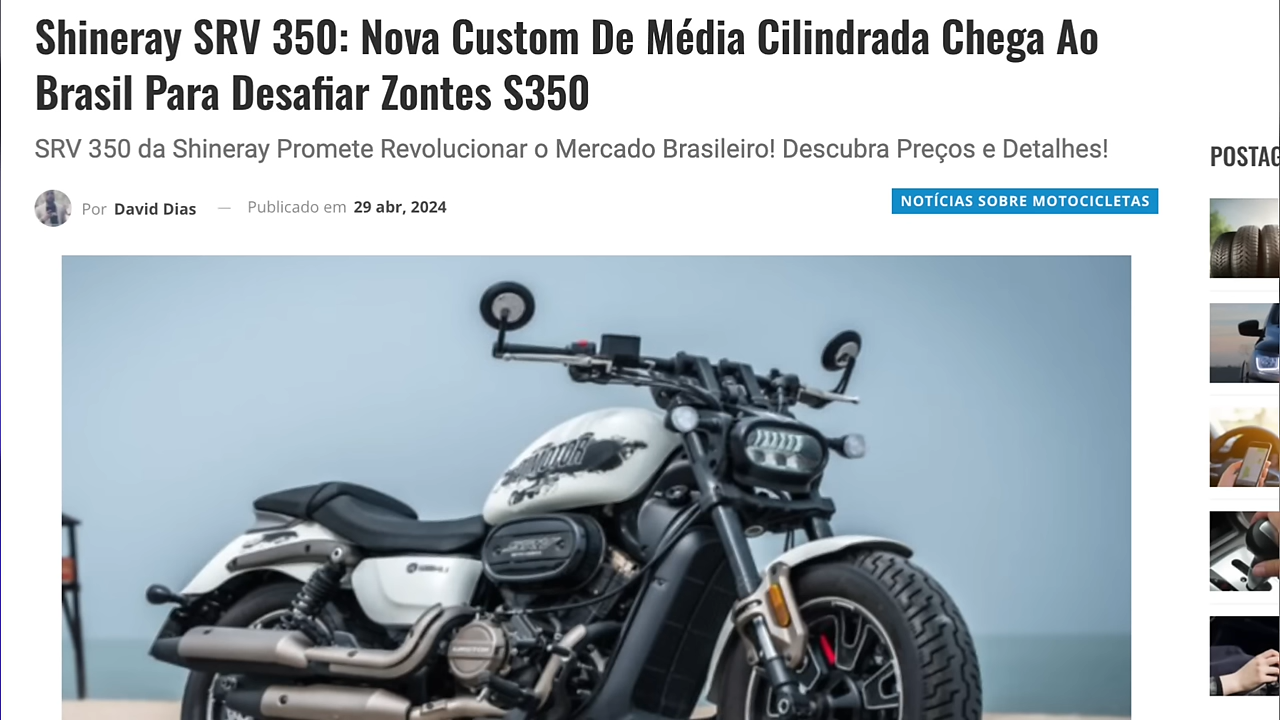 Shineray SRV 350: Nova Custom De Média Cilindrada Chega Ao
Brasil Para Desafiar Zontes S350
SRV 350 da Shineray Promete Revolucionar o Mercado Brasileiro! Descubra Preços e Detalhes!
Por David Dias — Publicado em 29 abr, 2024
NOTÍCIAS SOBRE MOTOCICLETAS